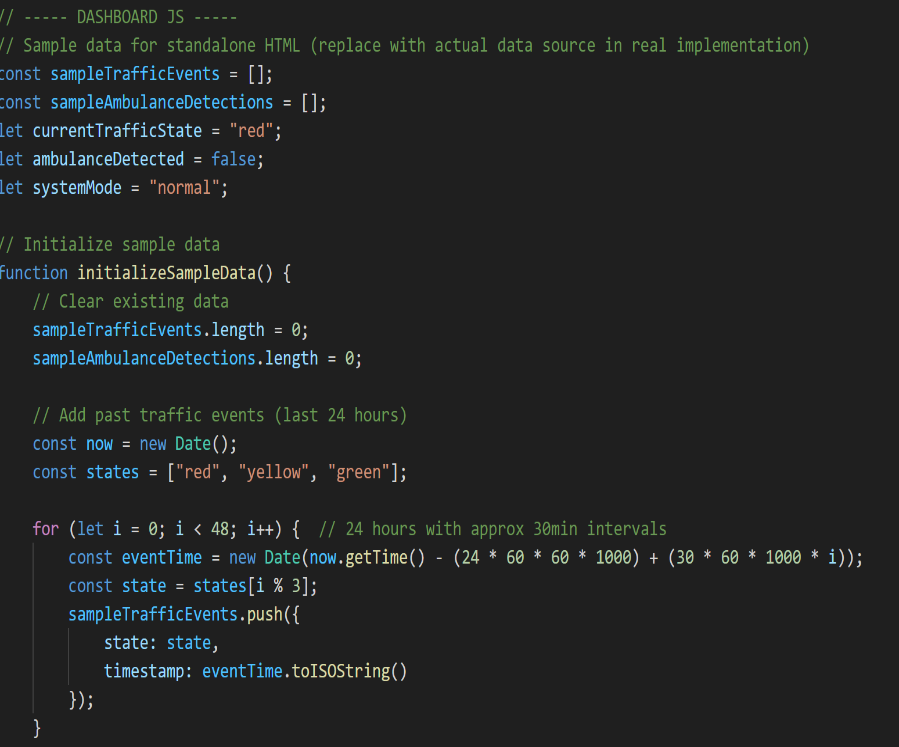 // ----- DASHBOARD JS -----
// Sample data for standalone HTML (replace with actual data source in real implementation)
const sampleTrafficEvents = [];
const sampleAmbulanceDetections = [];
let currentTrafficState = "red";
let ambulanceDetected = false;
let systemMode = "normal";

// Initialize sample data
function initializeSampleData() {
    // Clear existing data
    sampleTrafficEvents.length = 0;
    sampleAmbulanceDetections.length = 0;

    // Add past traffic events (last 24 hours)
    const now = new Date();
    const states = ["red", "yellow", "green"];

    for (let i = 0; i < 48; i++) {  // 24 hours with approx 30min intervals
        const eventTime = new Date(now.getTime() - (24 * 60 * 60 * 1000) + (30 * 60 * 1000 * i));
        const state = states[i % 3];
        sampleTrafficEvents.push({
            state: state,
            timestamp: eventTime.toISOString()
        });
    }